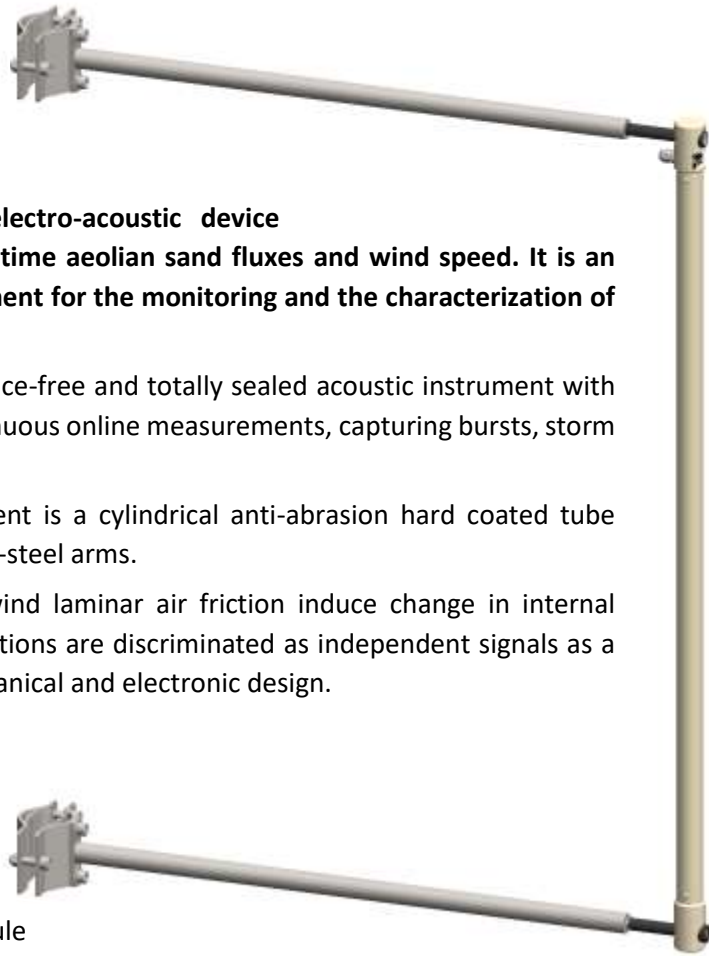 electro-acoustic device
time aeolian sand fluxes and wind speed. It is an
ment for the monitoring and the characterization of
ce-free and totally sealed acoustic instrument with
nuous online measurements, capturing bursts, storm
ent is a cylindrical anti-abrasion hard coated tube
-steel arms.
wind laminar air friction induce change in internal
tions are discriminated as independent signals as a
anical and electronic design.
ule